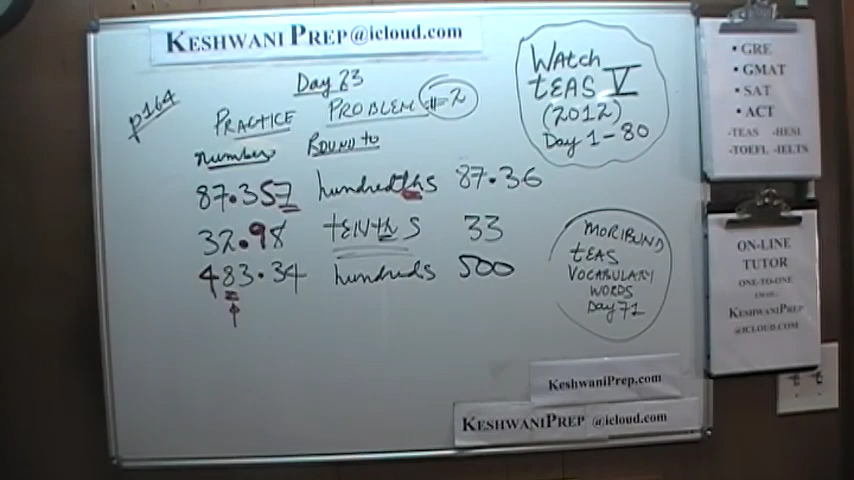 KESHWANI PREP@icloud.com
Day 23
p164
PRACTICE PROBLEM #=2
number Round to
87.357 hundredths 87.36
32.98 tENths 33
483.34 hundreds 500
WAtch
tEAS V
(2012)
Day 1-80
MORIBUND
tEAS
VOCABULARY
WORDS
Day 71
• GRE
• GMAT
• SAT
• ACT
-TEAS -HESI
-TOEFL -IELTS
ON-LINE
TUTOR
ONE-TO-ONE
KESHWANIPREP
@ICLOUD.COM
KeshwaniPrep.com
KESHWANIPREP @icloud.com